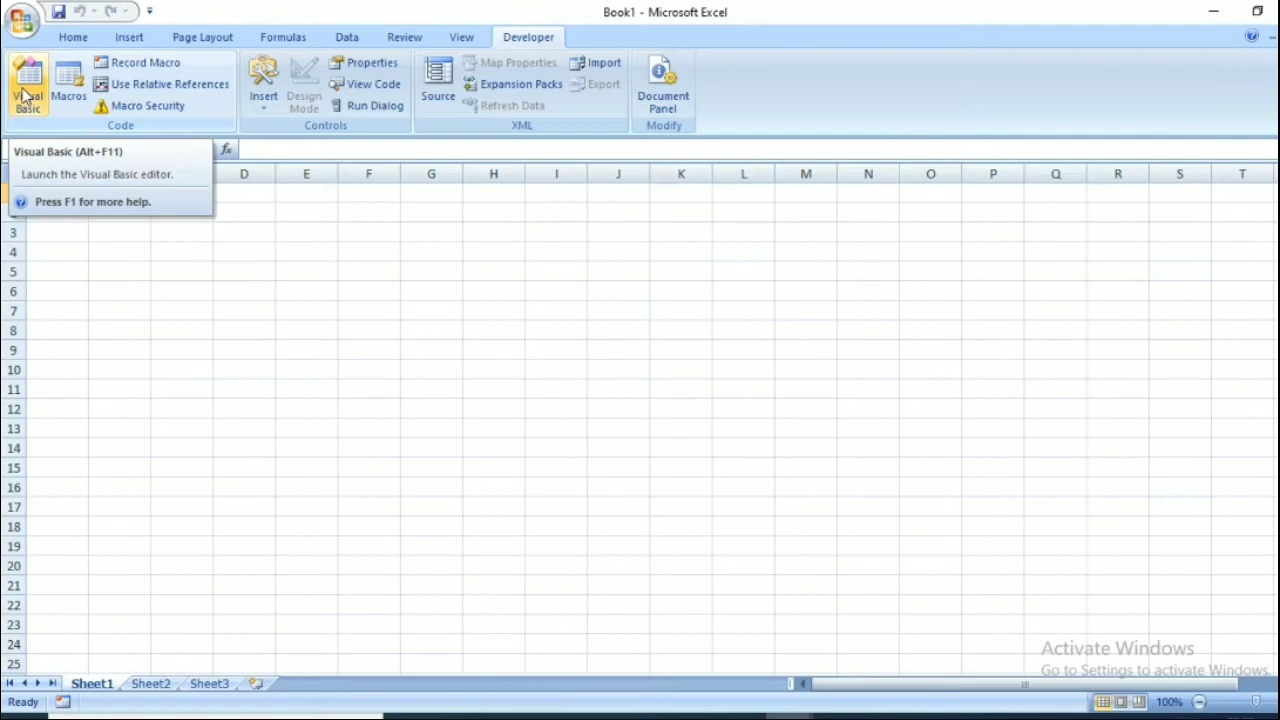 Book1 - Microsoft Excel
Home Insert Page Layout Formulas Data Review View Developer
Visual Basic
Macros
Record Macro
Use Relative References
Macro Security
Code
Insert
Design Mode
Properties
View Code
Run Dialog
Controls
Source
Map Properties
Expansion Packs
Refresh Data
Import
Export
XML
Document Panel
Modify
fx
Visual Basic (Alt+F11)
Launch the Visual Basic editor.
Press F1 for more help.
D E F G H I J K L M N O P Q R S T
3
4
5
6
7
8
9
10
11
12
13
14
15
16
17
18
19
20
21
22
23
24
25
Activate Windows
Go to Settings to activate Windows.
Sheet1 Sheet2 Sheet3
Ready 100%